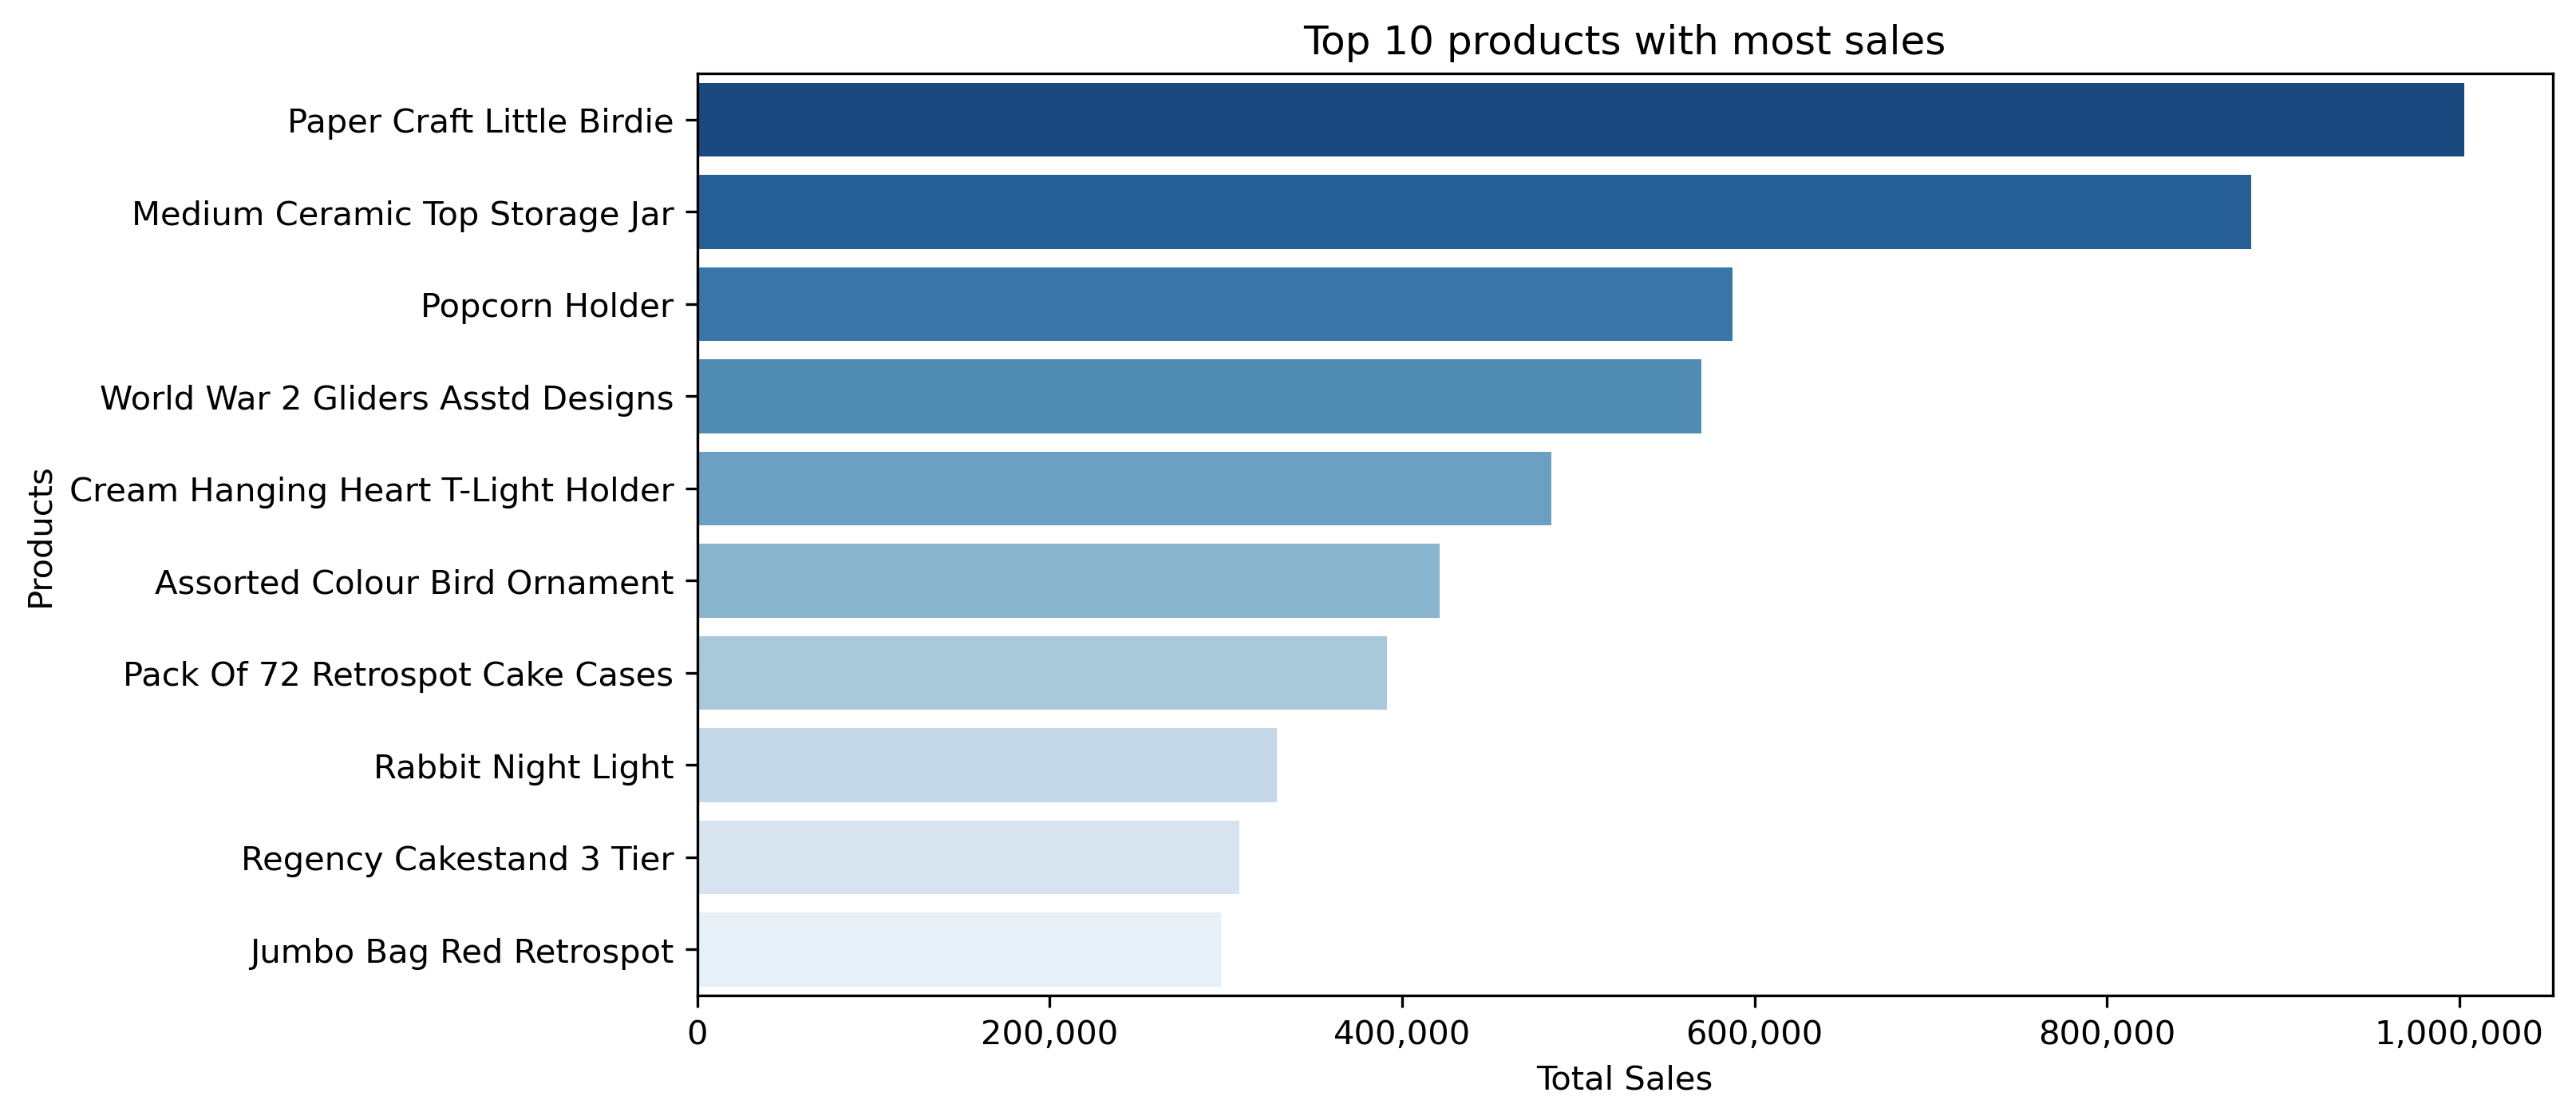 Top 10 products with most sales
Products
Paper Craft Little Birdie
Medium Ceramic Top Storage Jar
Popcorn Holder
World War 2 Gliders Asstd Designs
Cream Hanging Heart T-Light Holder
Assorted Colour Bird Ornament
Pack Of 72 Retrospot Cake Cases
Rabbit Night Light
Regency Cakestand 3 Tier
Jumbo Bag Red Retrospot
0 200,000 400,000 600,000 800,000 1,000,000
Total Sales